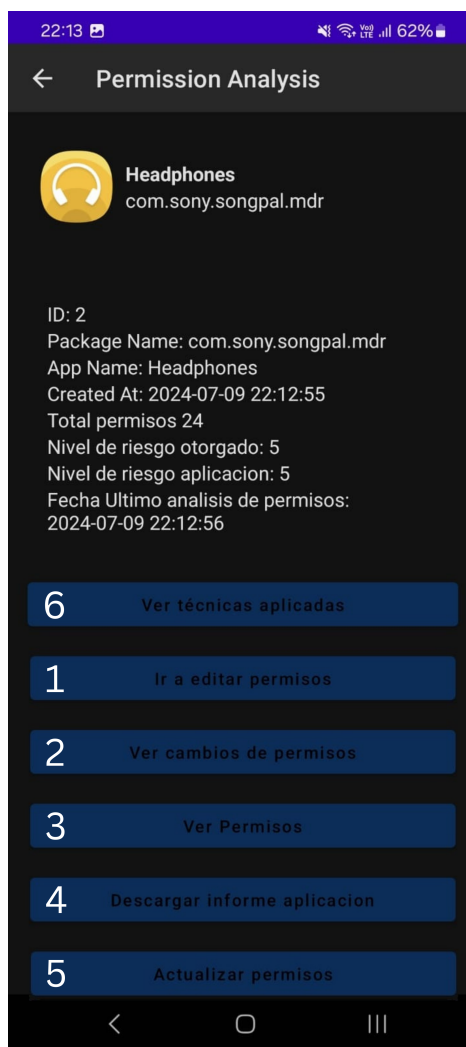 22:13 Vo)) LTE 62%
Permission Analysis
Headphones
com.sony.songpal.mdr
ID: 2
Package Name: com.sony.songpal.mdr
App Name: Headphones
Created At: 2024-07-09 22:12:55
Total permisos 24
Nivel de riesgo otorgado: 5
Nivel de riesgo aplicacion: 5
Fecha Ultimo analisis de permisos:
2024-07-09 22:12:56
6 Ver técnicas aplicadas
1 Ir a editar permisos
2 Ver cambios de permisos
3 Ver Permisos
4 Descargar informe aplicacion
5 Actualizar permisos